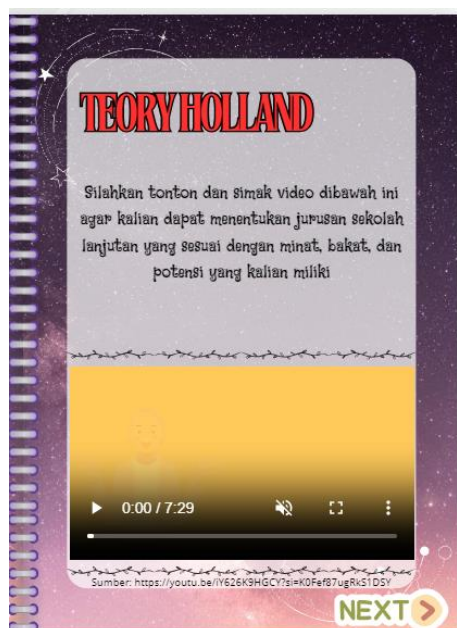 TEORY HOLLAND
Silahkan tonton dan simak video dibawah ini
agar kalian dapat menentukan jurusan sekolah
lanjutan yang sesuai dengan minat, bakat, dan
potensi yang kalian miliki
0:00 / 7:29
Sumber: https://youtu.be/iY626K9HGCY?si=K0Fef87ugRkS1DSY
NEXT